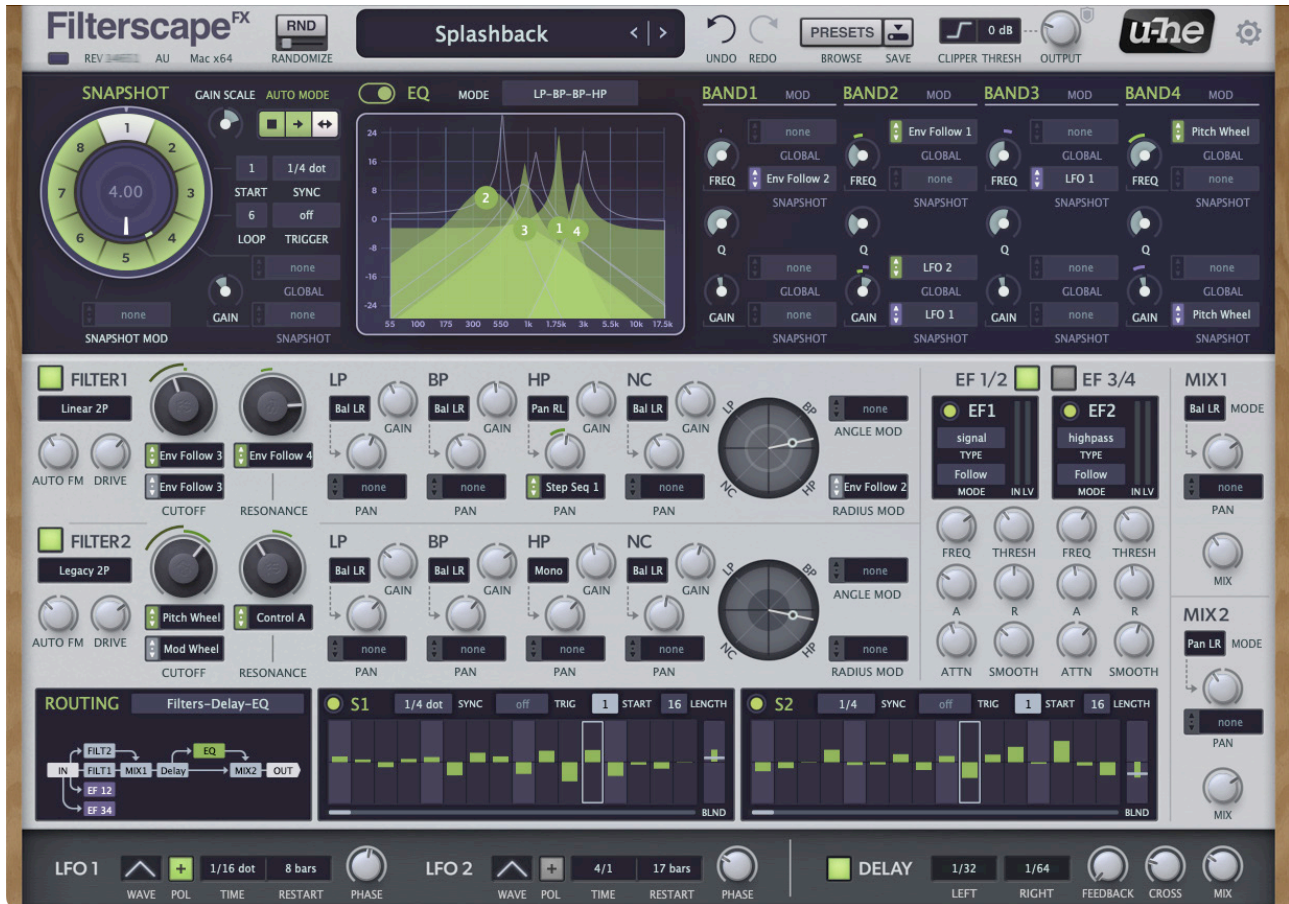 Filterscape FX
RND
Splashback
< | >
PRESETS
0 dB
u-he
REV
AU
Mac x64
RANDOMIZE
UNDO
REDO
BROWSE
SAVE
CLIPPER
THRESH
OUTPUT
SNAPSHOT
1
2
3
4
5
6
7
8
4.00
none
SNAPSHOT MOD
GAIN SCALE
AUTO MODE
1
1/4 dot
START
SYNC
6
off
LOOP
TRIGGER
none
GLOBAL
GAIN
none
SNAPSHOT
EQ
MODE
LP-BP-BP-HP
24
16
8
0
-8
-16
-24
2
3
1
4
55 100 175 300 550 1k 1.75k 3k 5.5k 10k 17.5k
BAND1 MOD
none
GLOBAL
FREQ
Env Follow 2
SNAPSHOT
Q
none
GLOBAL
GAIN
none
SNAPSHOT
BAND2 MOD
Env Follow 1
GLOBAL
FREQ
none
SNAPSHOT
Q
LFO 2
GLOBAL
GAIN
LFO 1
SNAPSHOT
BAND3 MOD
none
GLOBAL
FREQ
LFO 1
SNAPSHOT
Q
none
GLOBAL
GAIN
none
SNAPSHOT
BAND4 MOD
Pitch Wheel
GLOBAL
FREQ
none
SNAPSHOT
Q
none
GLOBAL
GAIN
Pitch Wheel
SNAPSHOT
FILTER1
Linear 2P
AUTO FM
DRIVE
Env Follow 3
Env Follow 3
CUTOFF
Env Follow 4
RESONANCE
LP
Bal LR
GAIN
none
PAN
BP
Bal LR
GAIN
none
PAN
HP
Pan RL
GAIN
Step Seq 1
PAN
NC
Bal LR
GAIN
none
PAN
LP
BP
NC
HP
none
ANGLE MOD
Env Follow 2
RADIUS MOD
FILTER2
Legacy 2P
AUTO FM
DRIVE
Pitch Wheel
Mod Wheel
CUTOFF
Control A
RESONANCE
LP
Bal LR
GAIN
none
PAN
BP
Bal LR
GAIN
none
PAN
HP
Mono
GAIN
none
PAN
NC
Bal LR
GAIN
none
PAN
LP
BP
NC
HP
none
ANGLE MOD
none
RADIUS MOD
EF 1/2
EF 3/4
EF1
signal
TYPE
Follow
MODE
IN LV
EF2
highpass
TYPE
Follow
MODE
IN LV
FREQ
THRESH
FREQ
THRESH
A
R
A
R
ATTN
SMOOTH
ATTN
SMOOTH
MIX1
Bal LR
MODE
none
PAN
MIX
MIX2
Pan LR
MODE
none
PAN
MIX
ROUTING
Filters-Delay-EQ
FILT2
EQ
IN
FILT1
MIX1
Delay
MIX2
OUT
EF 12
EF 34
S1
1/4 dot
SYNC
off
TRIG
1
START
16
LENGTH
BLND
S2
1/4
SYNC
off
TRIG
1
START
16
LENGTH
BLND
LFO 1
1/16 dot
8 bars
WAVE
POL
TIME
RESTART
PHASE
LFO 2
4/1
17 bars
WAVE
POL
TIME
RESTART
PHASE
DELAY
1/32
1/64
LEFT
RIGHT
FEEDBACK
CROSS
MIX